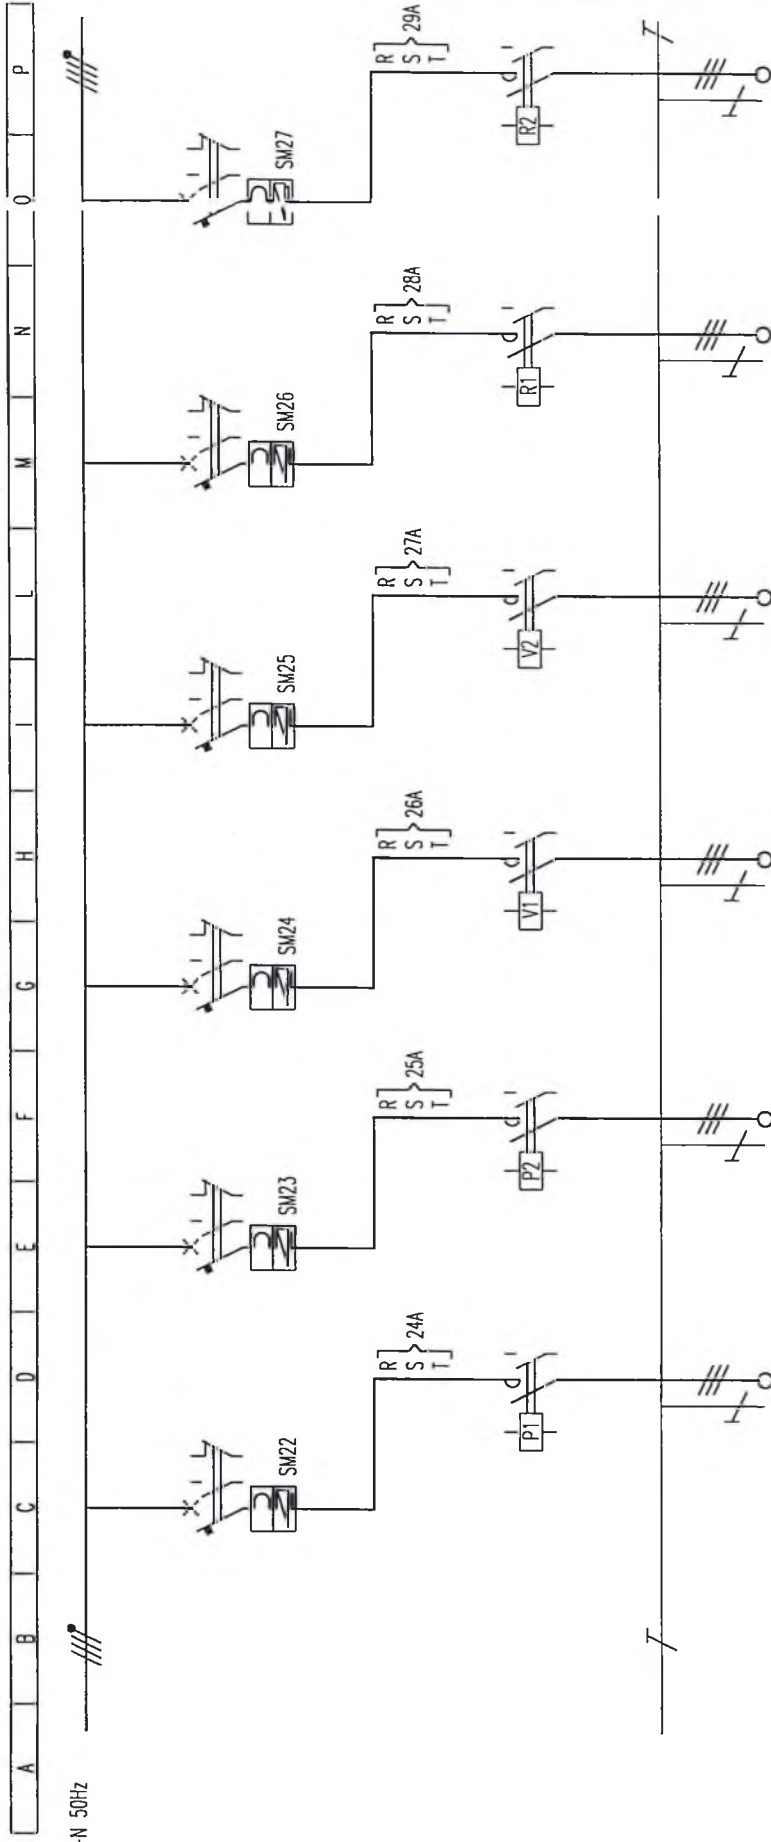 A B C D E F G H I L M N O P
-N 50Hz
SM22
SM23
SM24
SM25
SM26
SM27
R
S 24A
T
R
S 25A
T
R
S 26A
T
R
S 27A
T
R
S 28A
T
R
S 29A
T
P1
P2
V1
V2
R1
R2